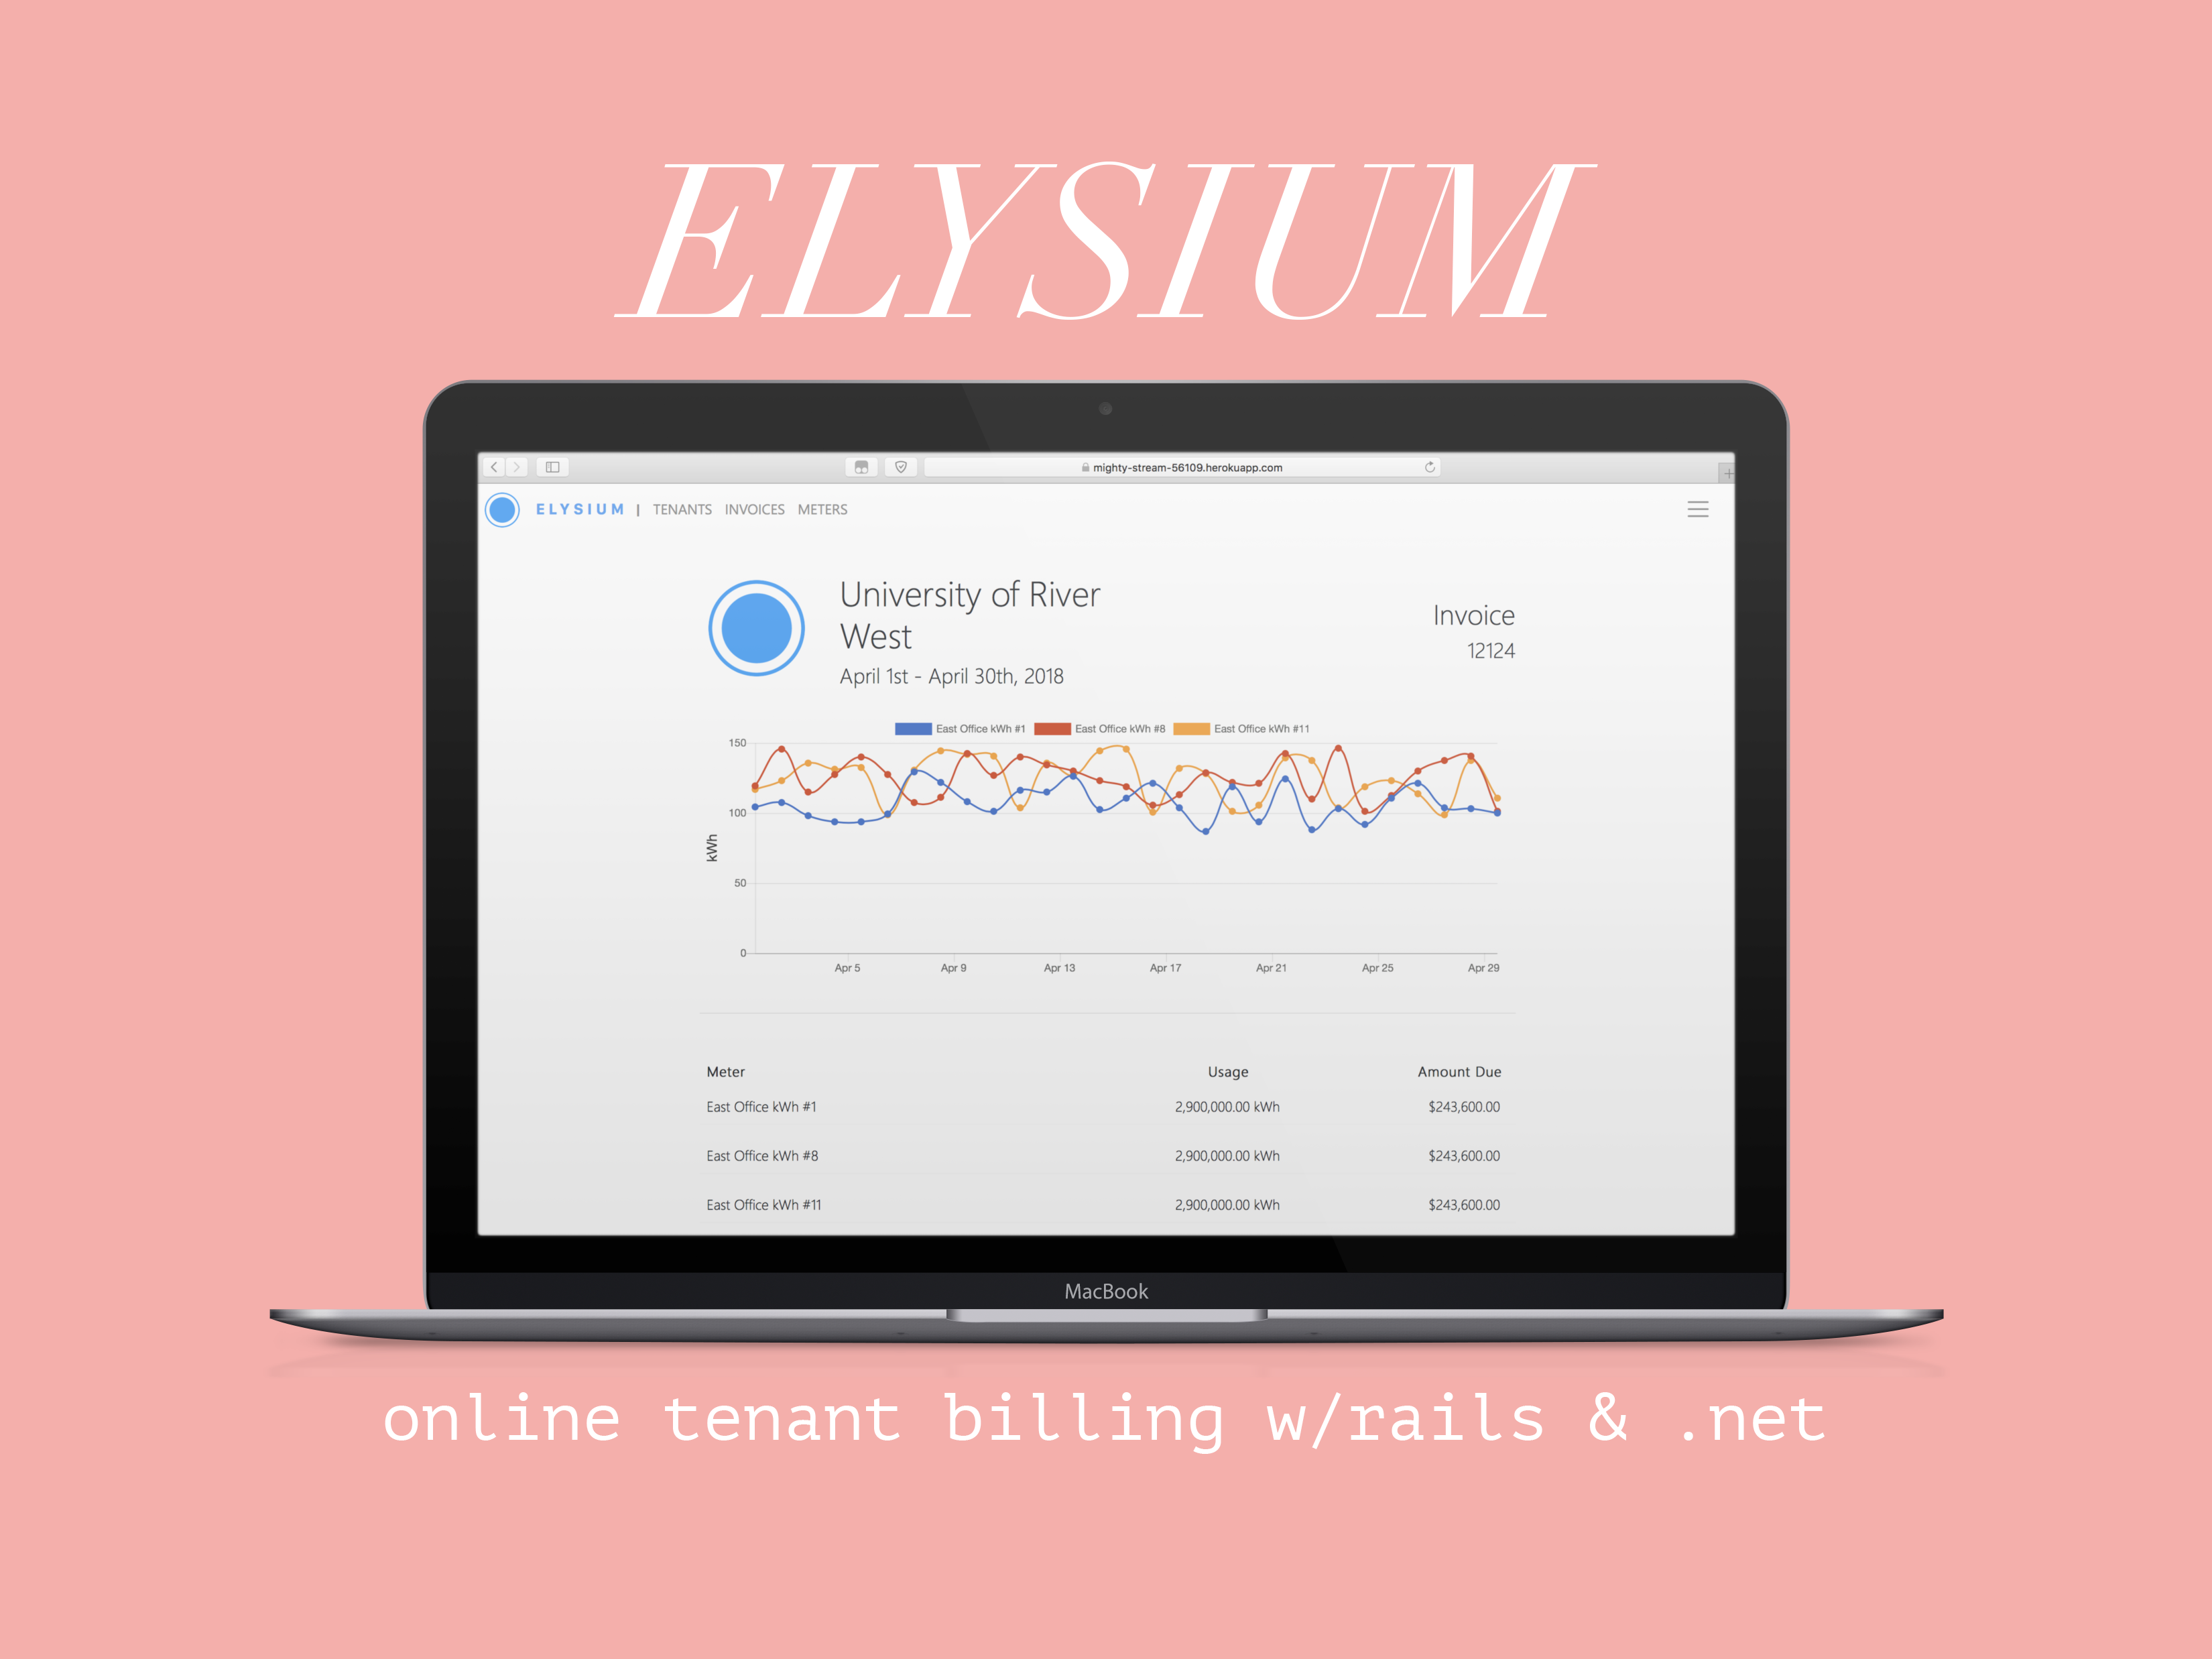 ELYSIUM
mighty-stream-56109.herokuapp.com
ELYSIUM | TENANTS INVOICES METERS
University of River
West
April 1st - April 30th, 2018
Invoice
12124
East Office kWh #1 East Office kWh #8 East Office kWh #11
150
100
50
0
kWh
Apr 5 Apr 9 Apr 13 Apr 17 Apr 21 Apr 25 Apr 29
Meter Usage Amount Due
East Office kWh #1 2,900,000.00 kWh $243,600.00
East Office kWh #8 2,900,000.00 kWh $243,600.00
East Office kWh #11 2,900,000.00 kWh $243,600.00
MacBook
online tenant billing w/rails & .net